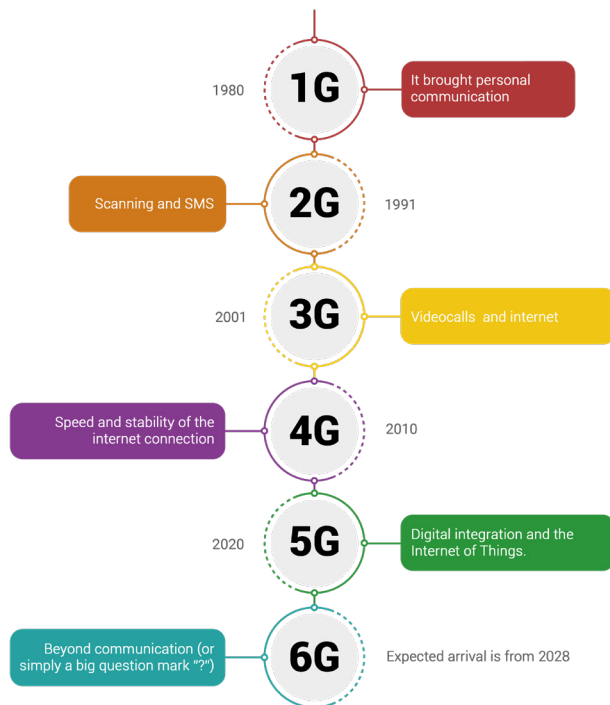 1980
1G
It brought personal
communication
Scanning and SMS
2G
1991
2001
3G
Videocalls and internet
Speed and stability of the
internet connection
4G
2010
2020
5G
Digital integration and the
Internet of Things.
Beyond communication (or
simply a big question mark "?")
6G
Expected arrival is from 2028